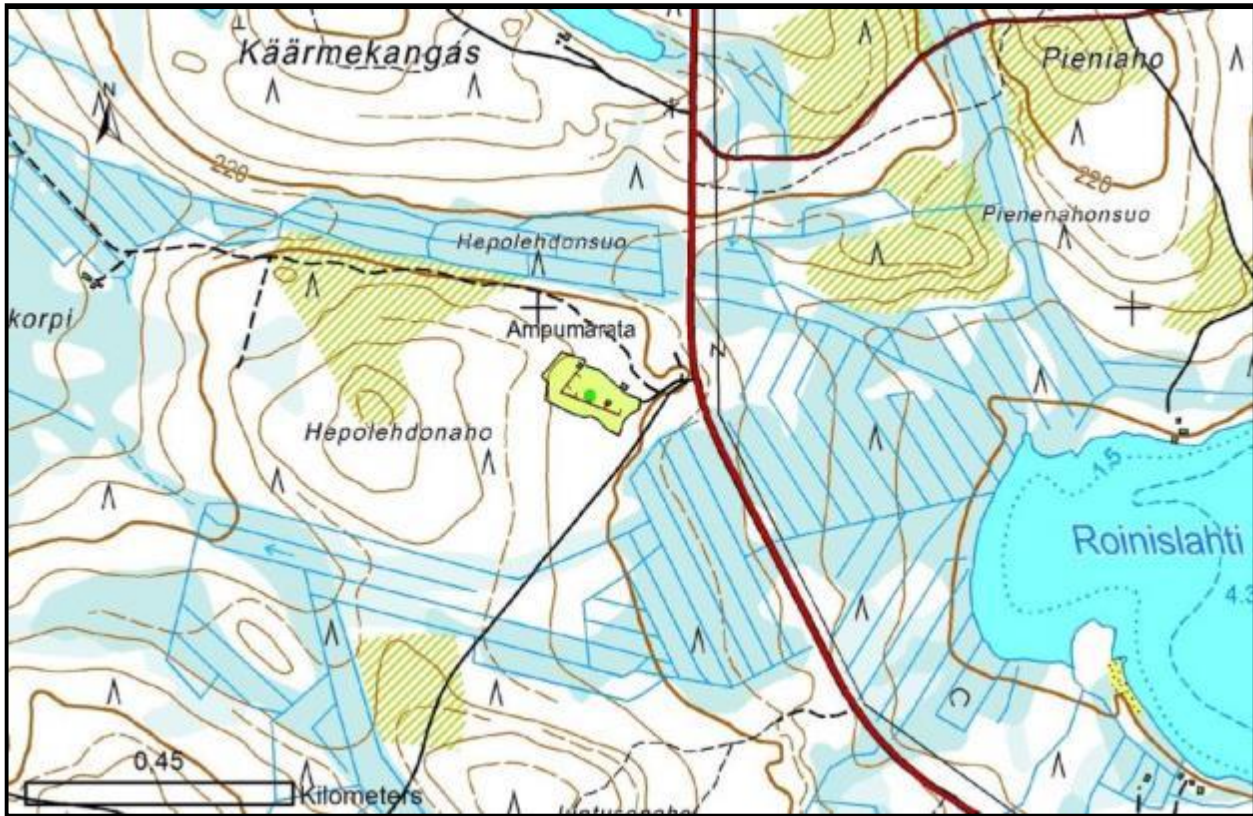 Käärmekangas
Pieniaho
N
220
220
Pienenahonsuo
Hepolehdonsuo
korpi
Ampumarata
Z
Hepolehdonaho
1.5
Roinislahti
4.3
0,45
Kilometers